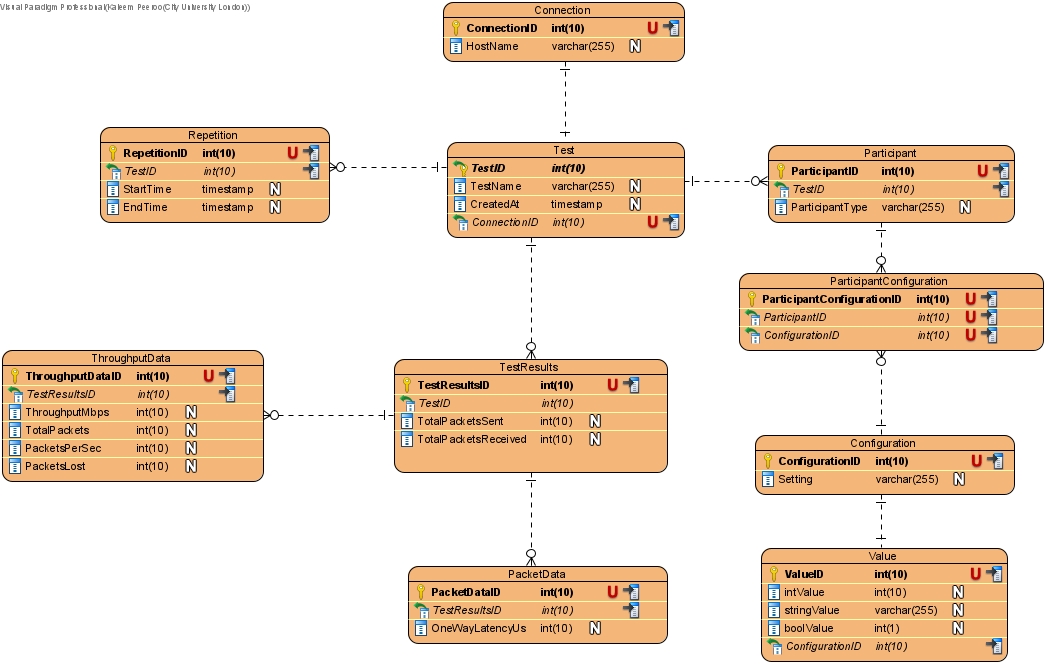 Visual Paradigm Professional(Kaleem Peeroo(City University London))
Connection
ConnectionID int(10) U
HostName varchar(255) N
Repetition
RepetitionID int(10) U
TestID int(10)
StartTime timestamp N
EndTime timestamp N
Test
TestID int(10)
TestName varchar(255) N
CreatedAt timestamp N
ConnectionID int(10) U
Participant
ParticipantID int(10) U
TestID int(10)
ParticipantType varchar(255) N
ParticipantConfiguration
ParticipantConfigurationID int(10) U
ParticipantID int(10) U
ConfigurationID int(10) U
ThroughputData
ThroughputDataID int(10) U
TestResultsID int(10)
ThroughputMbps int(10) N
TotalPackets int(10) N
PacketsPerSec int(10) N
PacketsLost int(10) N
TestResults
TestResultsID int(10) U
TestID int(10)
TotalPacketsSent int(10) N
TotalPacketsReceived int(10) N
Configuration
ConfigurationID int(10) U
Setting varchar(255) N
PacketData
PacketDataID int(10) U
TestResultsID int(10)
OneWayLatencyUs int(10) N
Value
ValueID int(10) U
intValue int(10) N
stringValue varchar(255) N
boolValue int(1) N
ConfigurationID int(10)